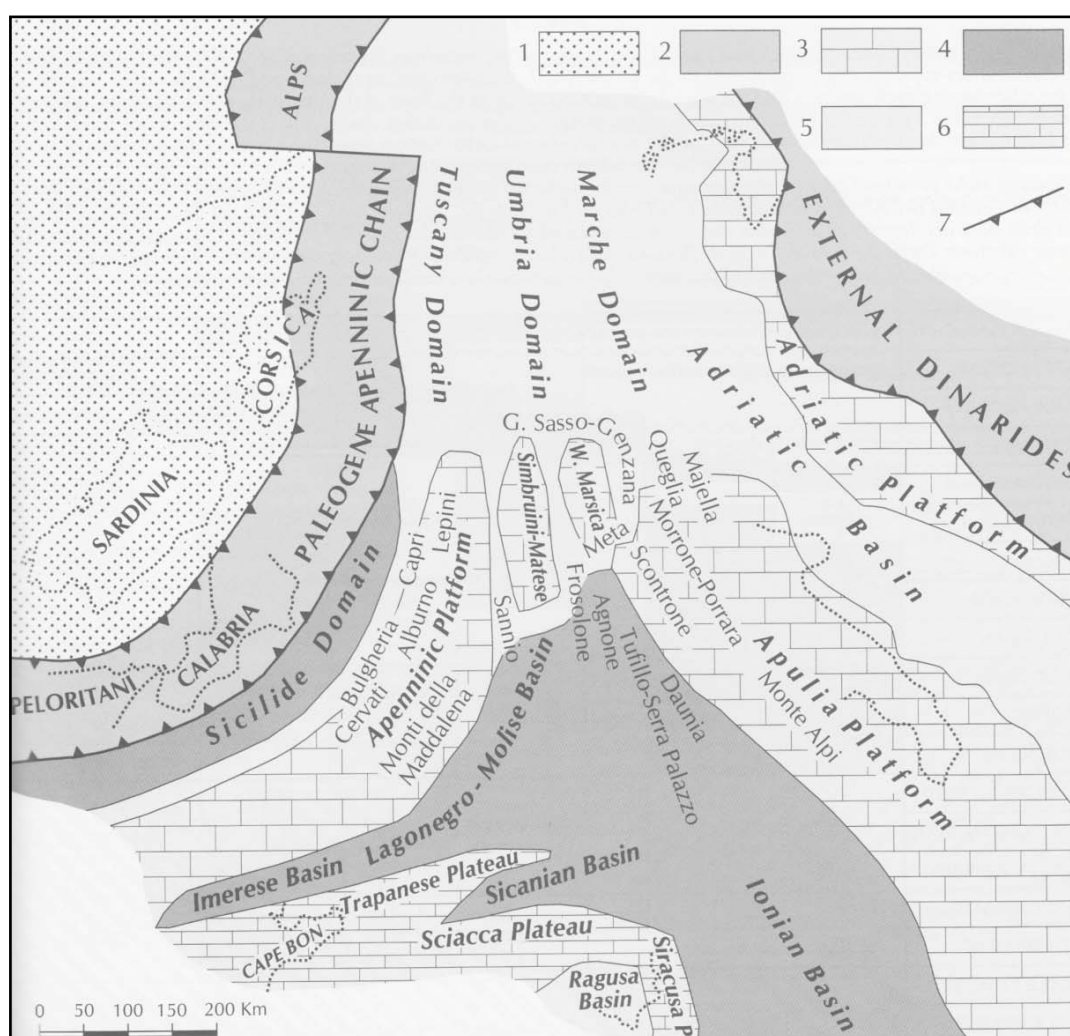 1
2
3
4
5
6
7
ALPS
Tuscany Domain
Umbria Domain
Marche Domain
EXTERNAL DINARIDES
PALEOGENE APENNINIC CHAIN
CORSICA
SARDINIA
Adriatic Basin
Adriatic Platform
G. Sasso-Genzana
Simbruini-Matese
W. Marsica
Meta
Queglia
Majella
Morrone-Porrara
Scontrone
Lepini
Capri
Alburno
Bulgheria
Cervati
Apenninic Platform
Monti della
Maddalena
Sannio
Frosolone
Agnone
Tufillo-Serra Palazzo
Daunia
Apulia Platform
Monte Alpi
CALABRIA
PELORITANI
Sicilide Domain
Imerese Basin
Lagonegro-Molise Basin
Trapanese Plateau
Sicanian Basin
CAPE BON
Sciacca Plateau
Ragusa
Basin
Siracusa P
Ionian Basin
0 50 100 150 200 Km